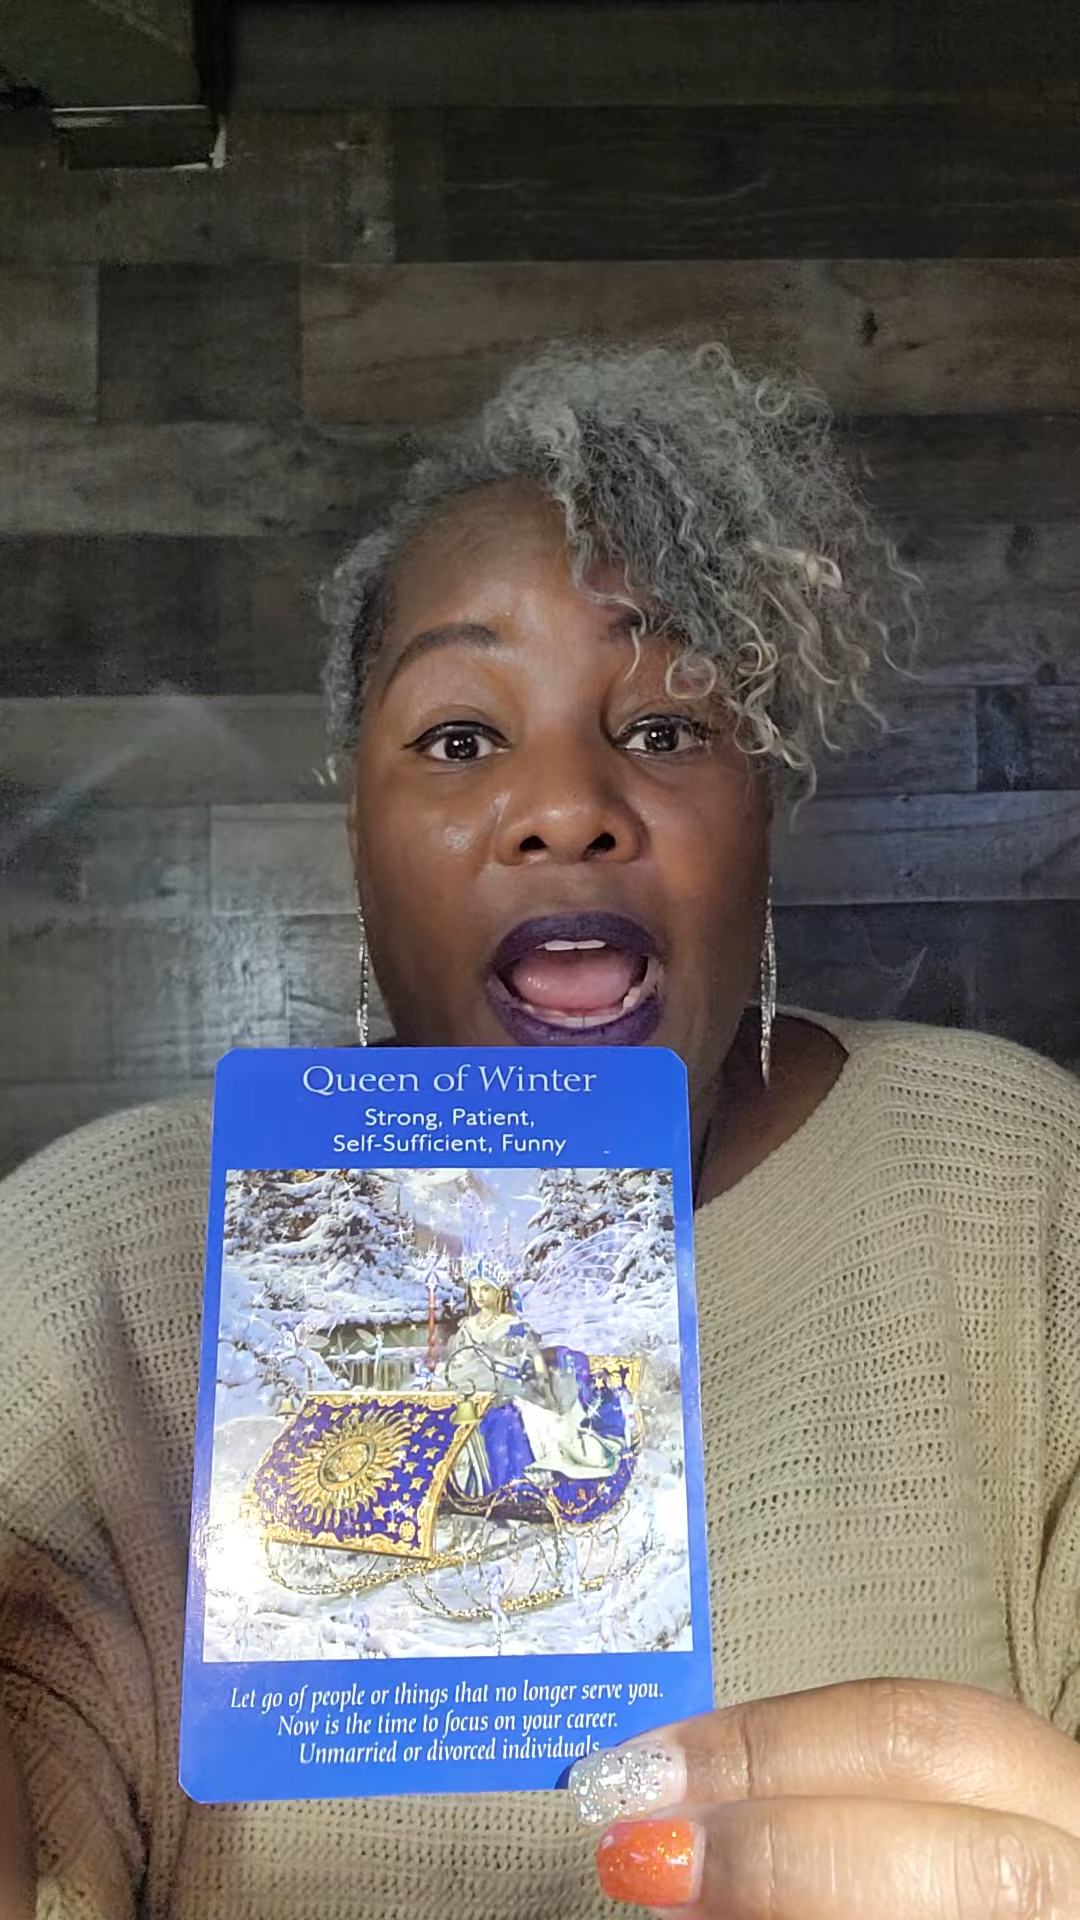 Queen of Winter
Strong, Patient,
Self-Sufficient, Funny
Let go of people or things that no longer serve you.
Now is the time to focus on your career.
Unmarried or divorced individuals